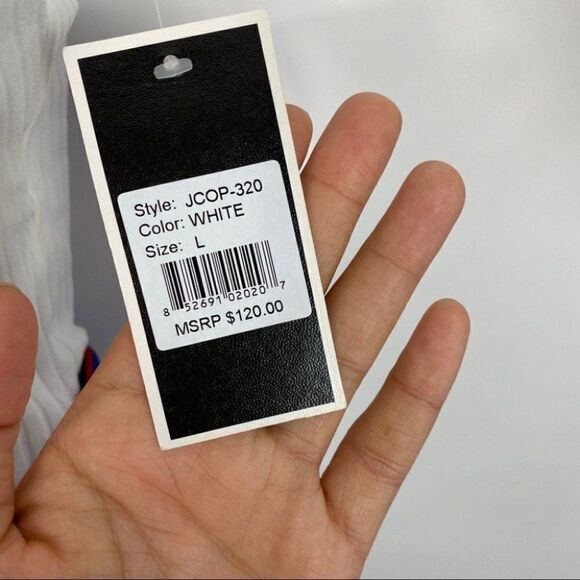 Style: JCOP-320
Color: WHITE
Size: L
8 52691 02020 7
MSRP $120.00